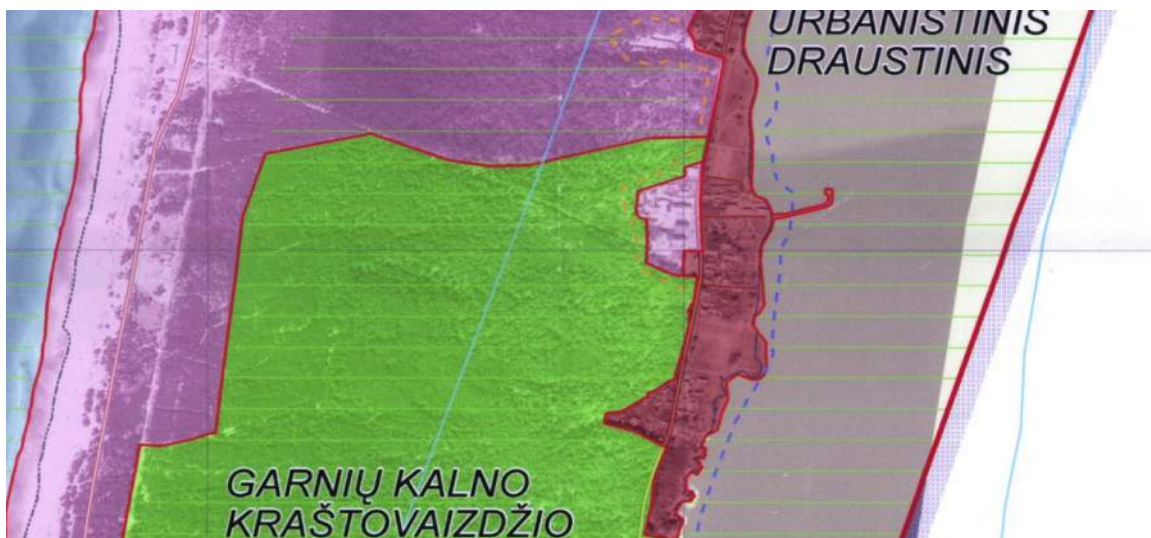 URBANISTINIS
DRAUSTINIS
GARNIŲ KALNO
KRAŠTOVAIZDŽIO